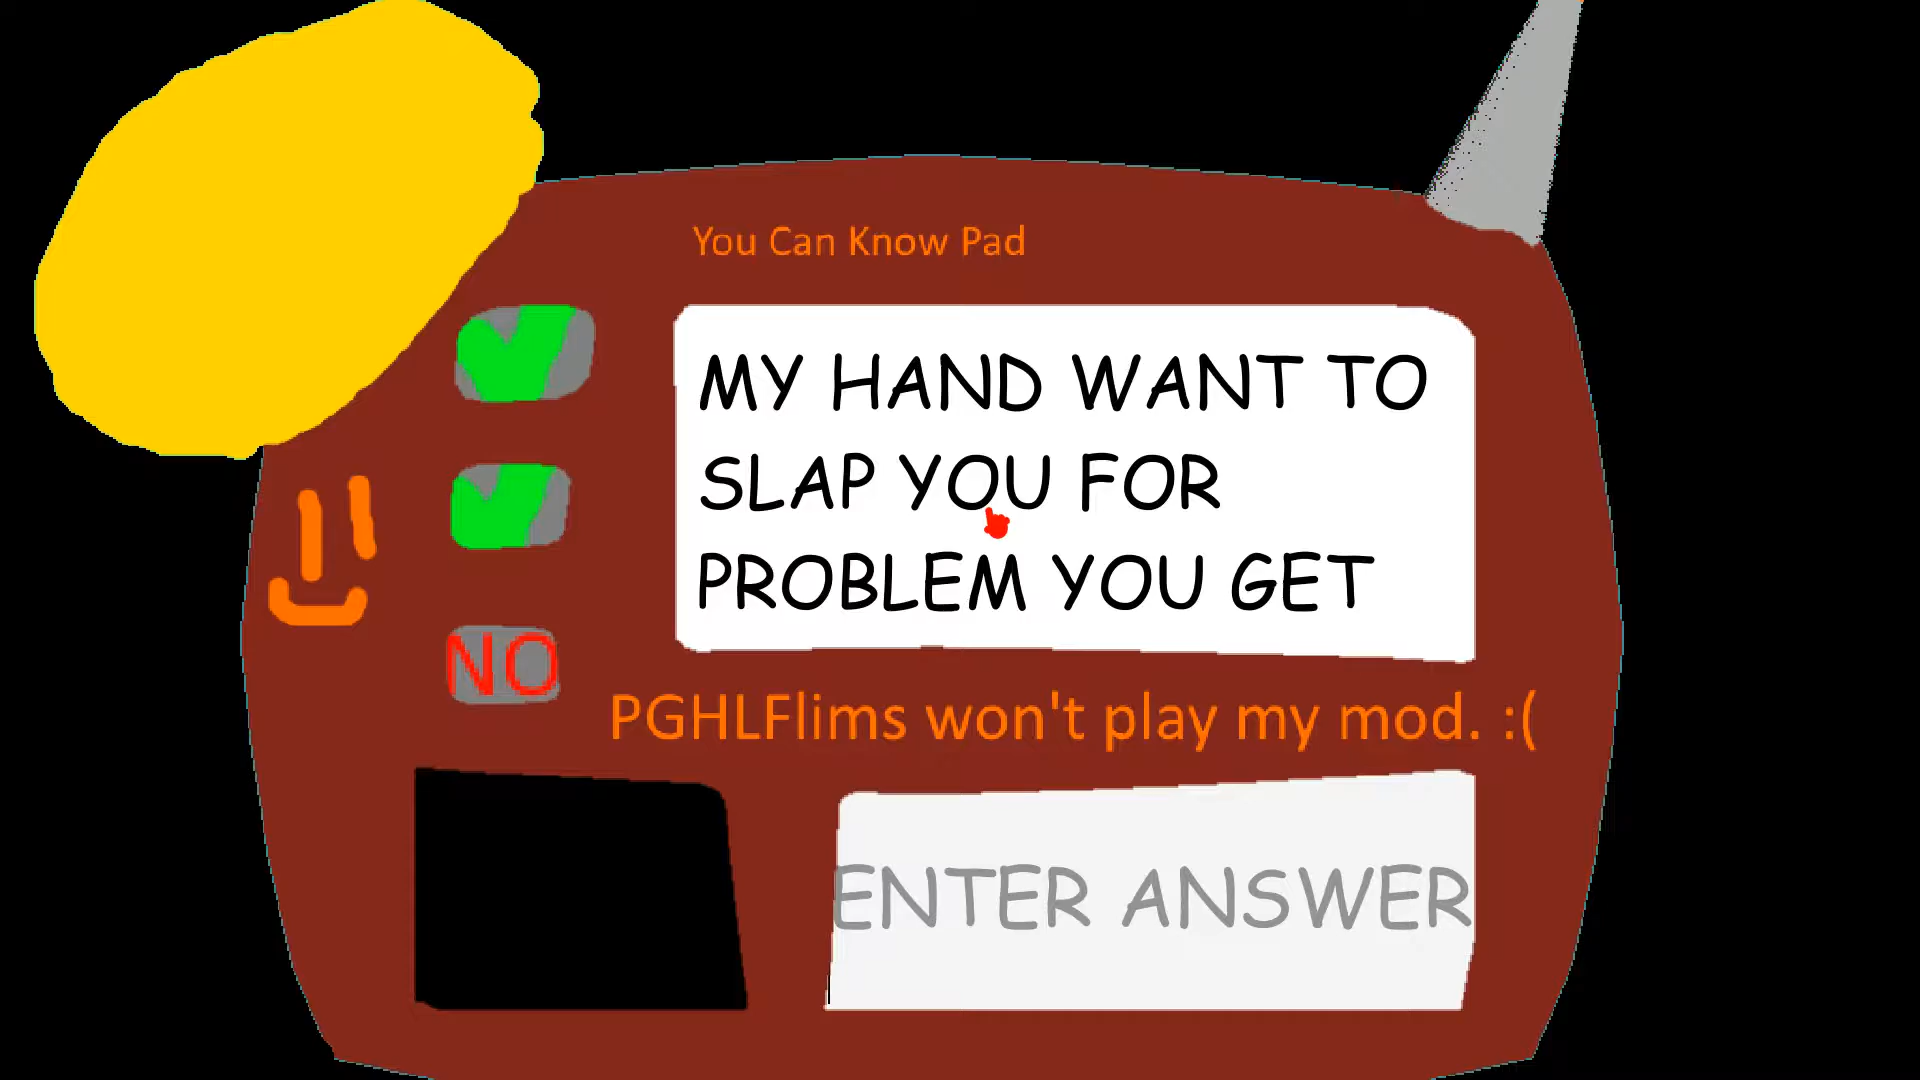 You Can Know Pad
MY HAND WANT TO
SLAP YOU FOR
PROBLEM YOU GET
NO
PGHLFlims won't play my mod. :(
ENTER ANSWER